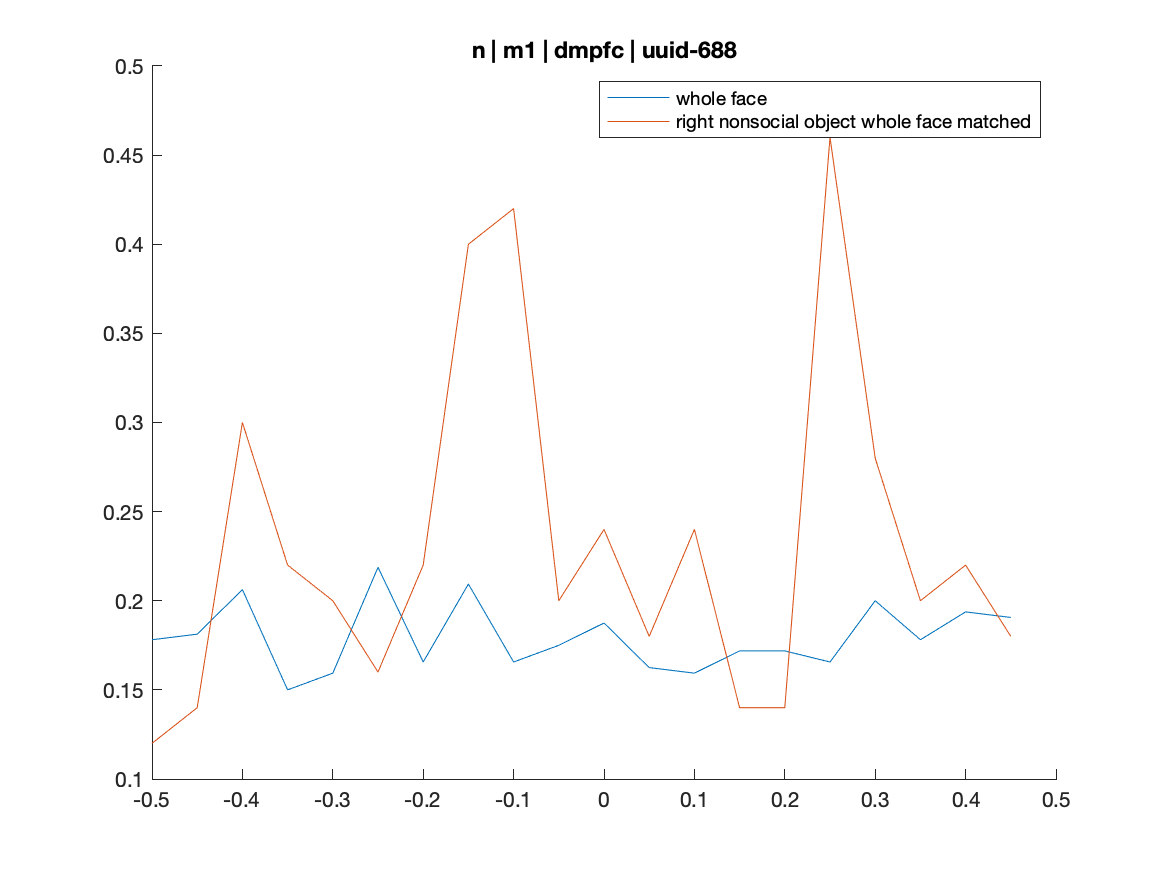 n | m1 | dmpfc | uuid-688
whole face
right nonsocial object whole face matched
0.5
0.45
0.4
0.35
0.3
0.25
0.2
0.15
0.1
-0.5 -0.4 -0.3 -0.2 -0.1 0 0.1 0.2 0.3 0.4 0.5